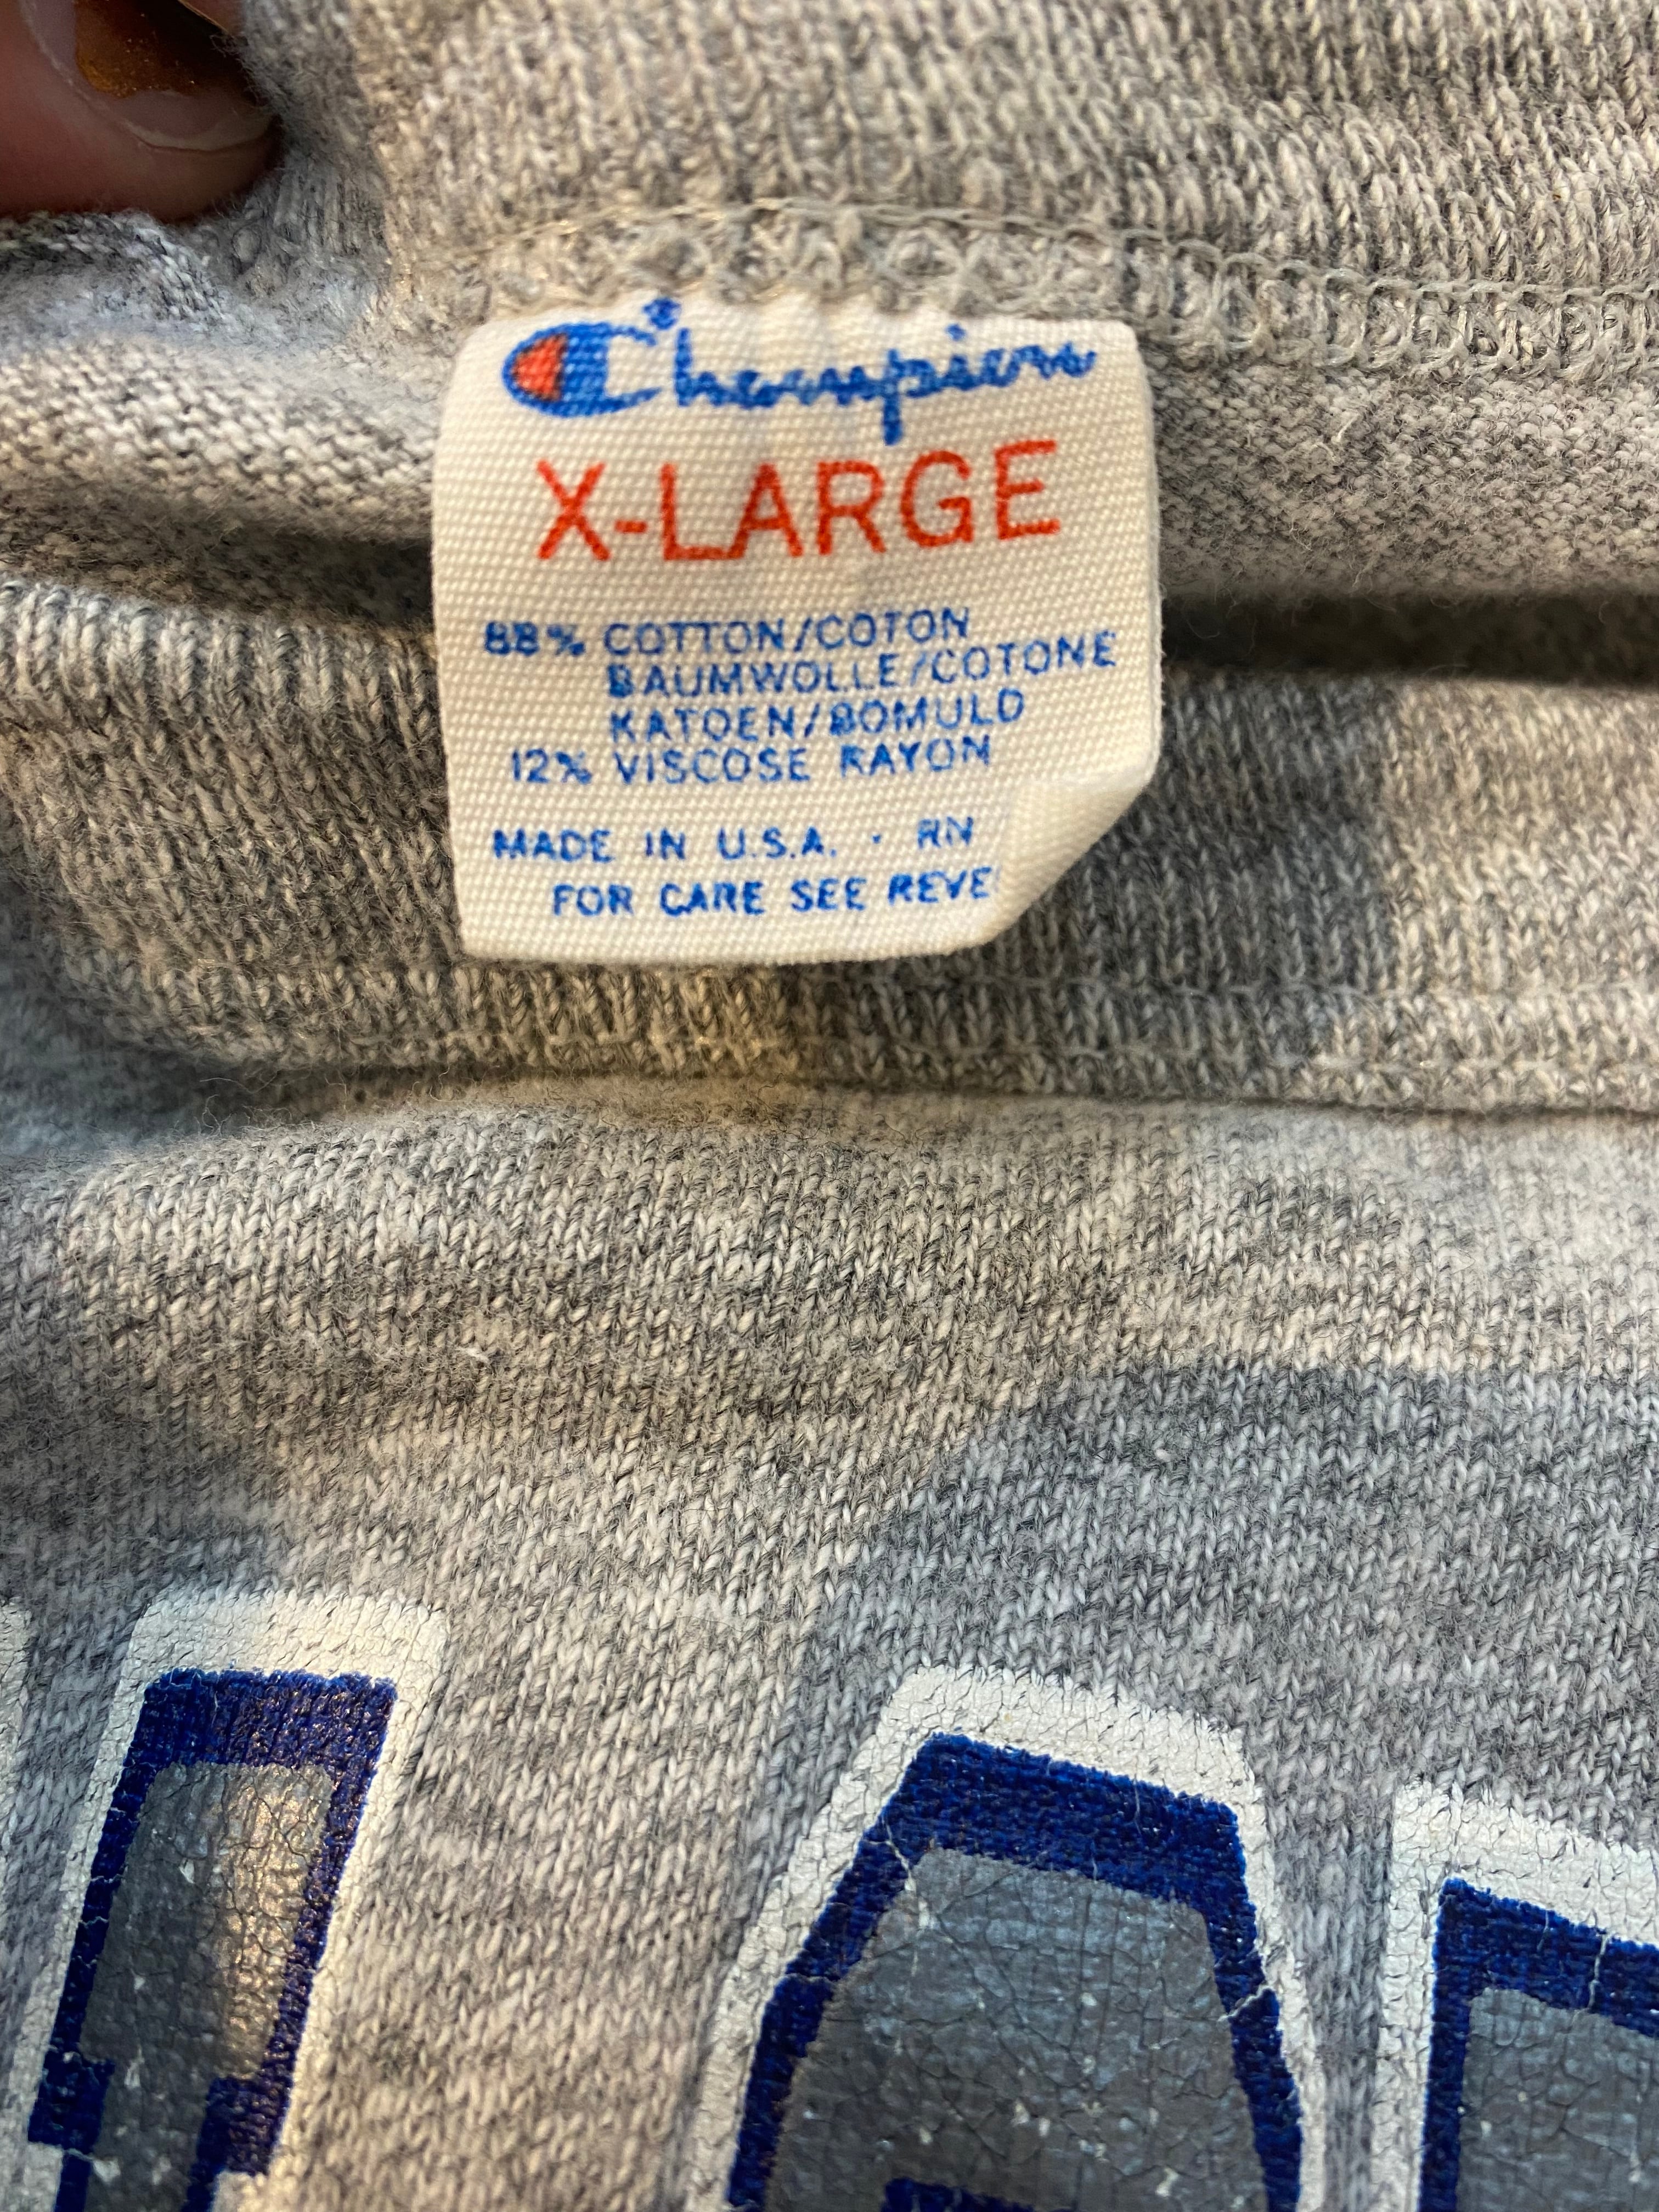 Champion
X-LARGE
88% COTTON/COTON
BAUMWOLLE/COTONE
KATOEN/BOMULD
12% VISCOSE RAYON
MADE IN U.S.A. · RN
FOR CARE SEE REVE